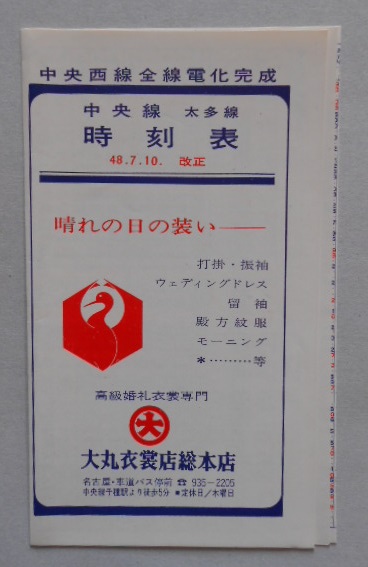 中央西線全線電化完成
中央線 太多線
時刻表
48.7.10. 改正
晴れの日の装い——
打掛・振袖
ウェディングドレス
留袖
殿方紋服
モーニング
*………等
高級婚礼衣裳専門
大
大丸衣裳店総本店
名古屋・車道バス停前 ☎ 935-2205
中央線千種駅より徒歩5分 ■定休日/木曜日